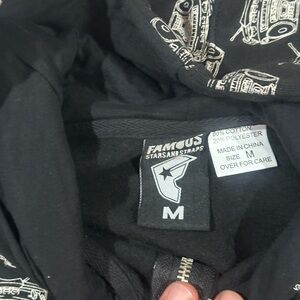 FAMOUS
STARS AND STRAPS
M
80% COTTON
20% POLYESTER
MADE IN CHINA
SIZE M
OVER FOR CARE